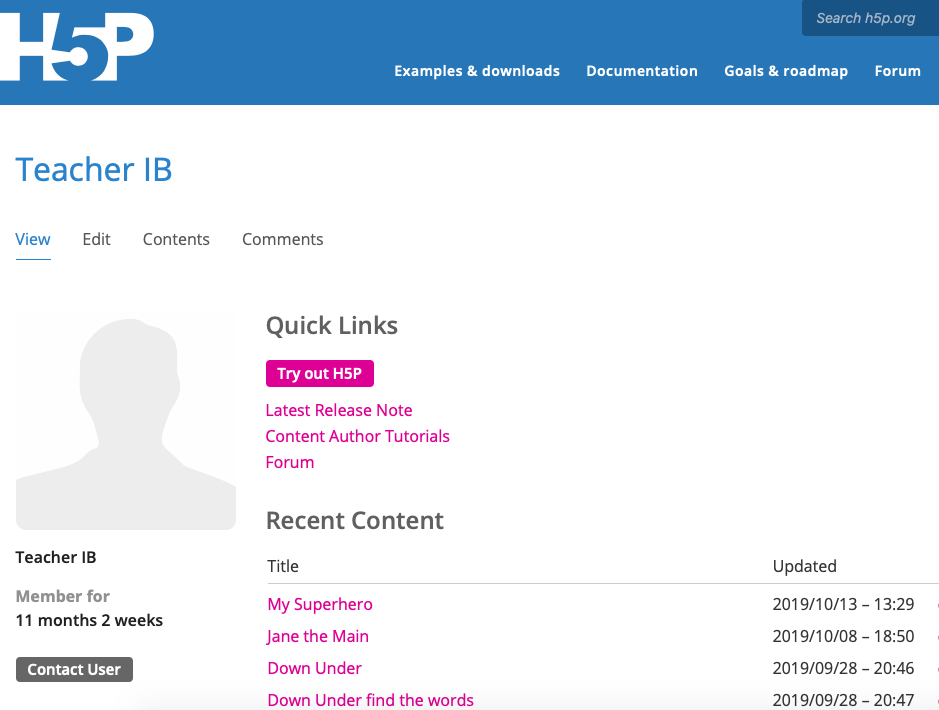 H5P
Search h5p.org
Examples & downloads Documentation Goals & roadmap Forum
Teacher IB
View Edit Contents Comments
Quick Links
Try out H5P
Latest Release Note
Content Author Tutorials
Forum
Recent Content
Title Updated
My Superhero 2019/10/13 – 13:29
Jane the Main 2019/10/08 – 18:50
Down Under 2019/09/28 – 20:46
Down Under find the words 2019/09/28 – 20:47
Teacher IB
Member for
11 months 2 weeks
Contact User